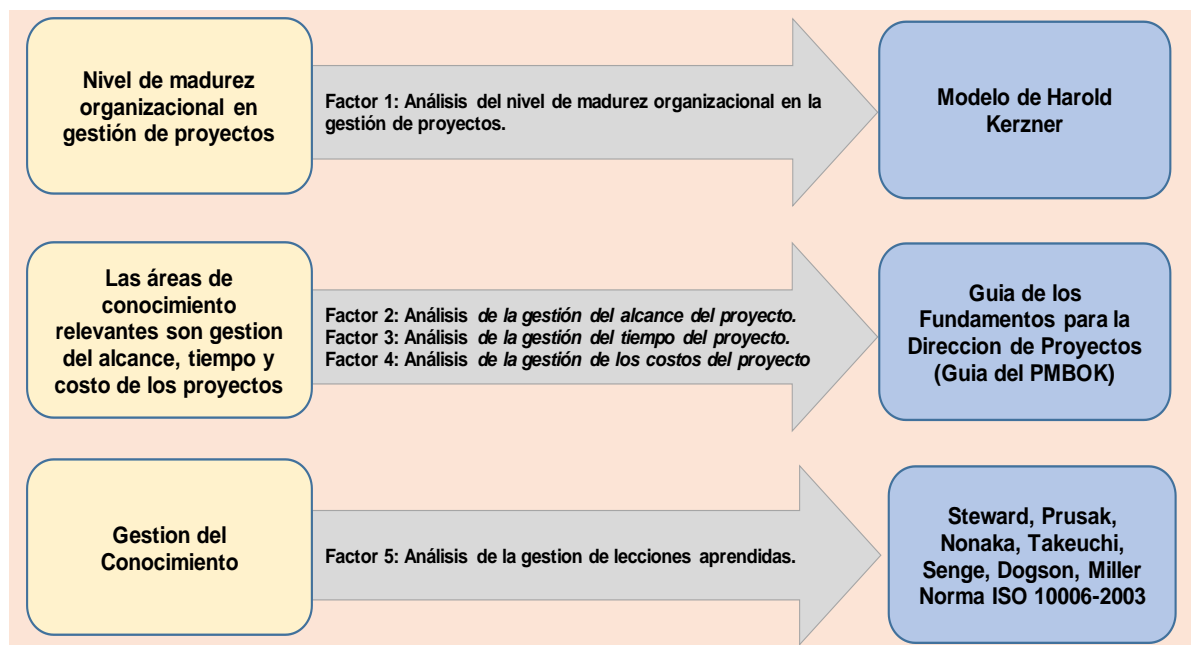 Nivel de madurez
organizacional en
gestión de proyectos
Factor 1: Análisis del nivel de madurez organizacional en la
gestión de proyectos.
Modelo de Harold
Kerzner
Las áreas de
conocimiento
relevantes son gestion
del alcance, tiempo y
costo de los proyectos
Factor 2: Análisis de la gestión del alcance del proyecto.
Factor 3: Análisis de la gestión del tiempo del proyecto.
Factor 4: Análisis de la gestión de los costos del proyecto
Guia de los
Fundamentos para la
Direccion de Proyectos
(Guia del PMBOK)
Gestion del
Conocimiento
Factor 5: Análisis de la gestion de lecciones aprendidas.
Steward, Prusak,
Nonaka, Takeuchi,
Senge, Dogson, Miller
Norma ISO 10006-2003